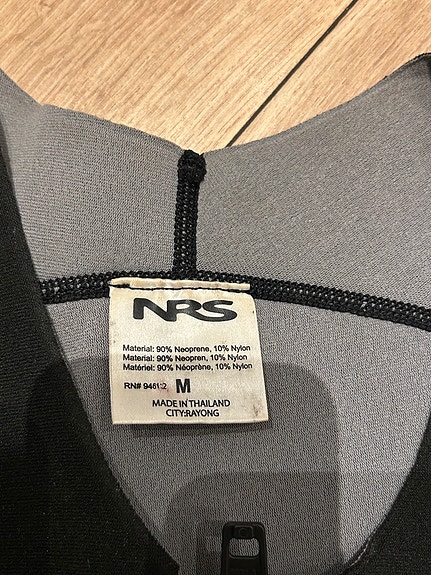 NRS
Material: 90% Neoprene, 10% Nylon
Material: 90% Neopren, 10% Nylon
Matériel: 90% Néoprène, 10% Nylon
RN# M
MADE IN THAILAND
CITY:RAYONG